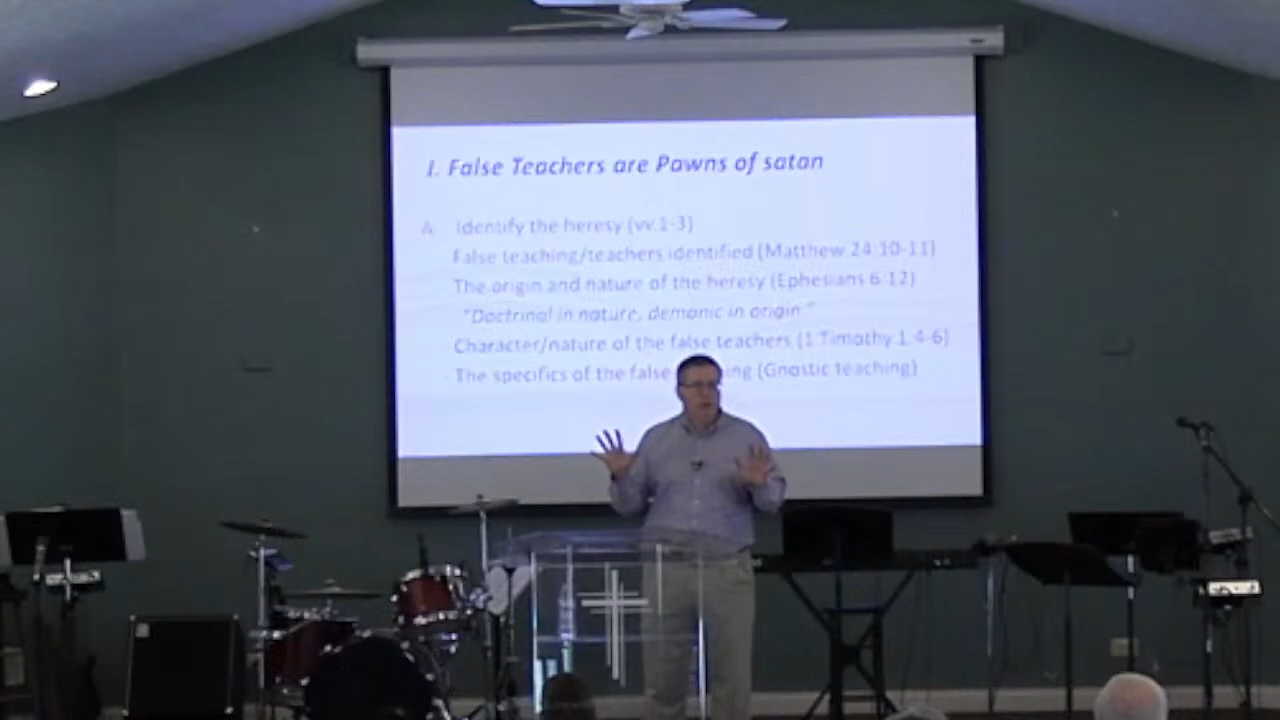 I. False Teachers are Pawns of satan
A. Identify the heresy (vv.1-3)
False teaching/teachers identified (Matthew 24:10-11)
The origin and nature of the heresy (Ephesians 6:12)
"Doctrinal in nature, demonic in origin"
Character/nature of the false teachers (1 Timothy 1:4-6)
- The specifics of the false (Gnostic teaching)